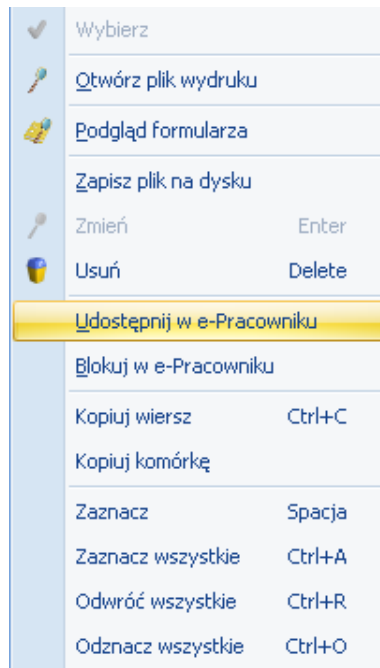 Wybierz
Otwórz plik wydruku
Podgląd formularza
Zapisz plik na dysku
Zmień Enter
Usuń Delete
Udostępnij w e-Pracowniku
Blokuj w e-Pracowniku
Kopiuj wiersz Ctrl+C
Kopiuj komórkę
Zaznacz Spacja
Zaznacz wszystkie Ctrl+A
Odwróć wszystkie Ctrl+R
Odznacz wszystkie Ctrl+O